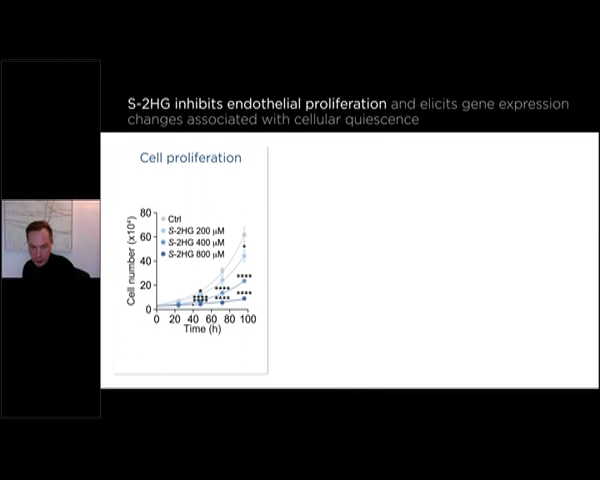 S-2HG inhibits endothelial proliferation and elicits gene expression
changes associated with cellular quiescence
Cell proliferation
Cell number (x10⁴)
80
60
40
20
0
Ctrl
S-2HG 200 μM
S-2HG 400 μM
S-2HG 800 μM
*
****
****
****
****
*
****
****
0 20 40 60 80 100
Time (h)